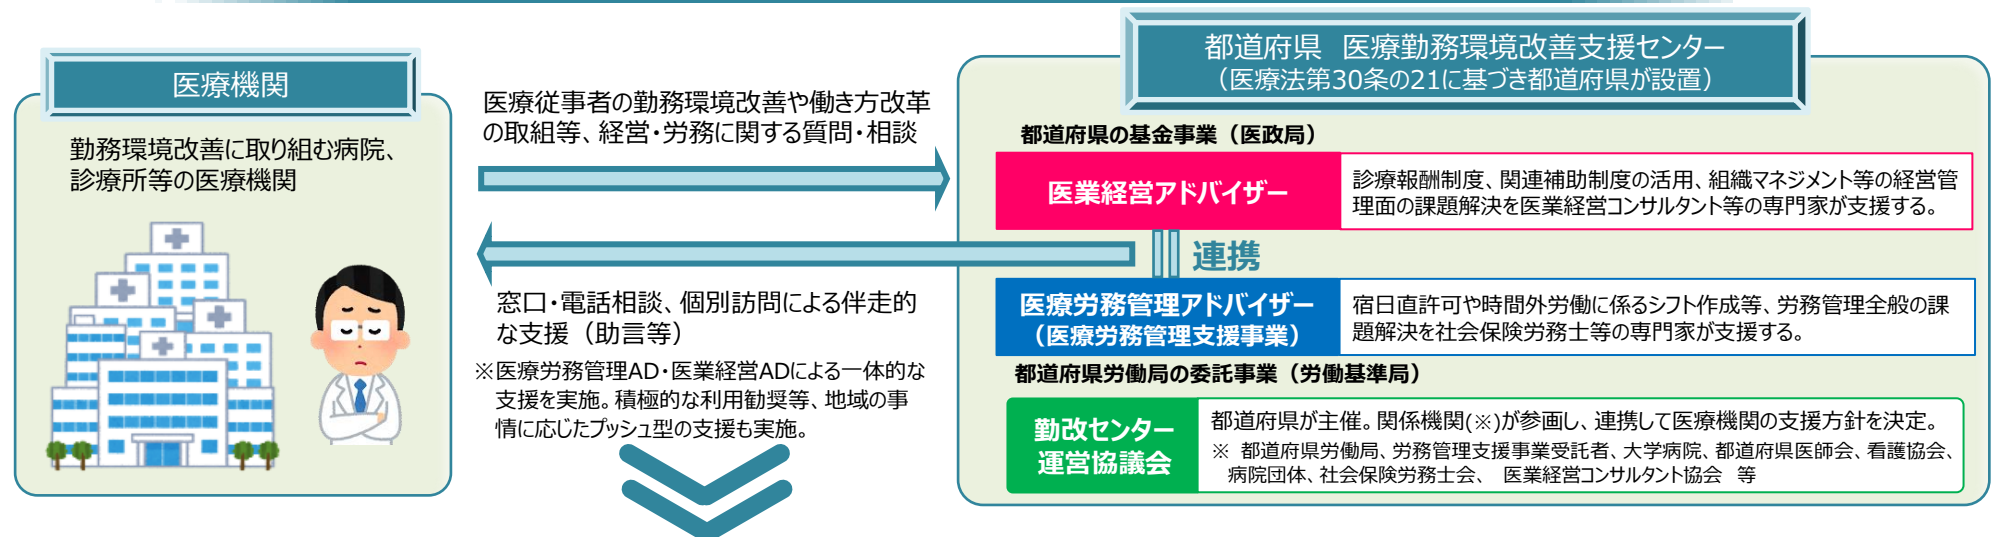 医療機関
勤務環境改善に取り組む病院、
診療所等の医療機関
医療従事者の勤務環境改善や働き方改革
の取組等、経営・労務に関する質問・相談
窓口・電話相談、個別訪問による伴走的
な支援（助言等）
※医療労務管理AD・医業経営ADによる一体的な
支援を実施。積極的な利用勧奨等、地域の事
情に応じたプッシュ型の支援も実施。
都道府県　医療勤務環境改善支援センター
（医療法第30条の21に基づき都道府県が設置）
都道府県の基金事業（医政局）
医業経営アドバイザー
診療報酬制度、関連補助制度の活用、組織マネジメント等の経営管
理面の課題解決を医業経営コンサルタント等の専門家が支援する。
連携
医療労務管理アドバイザー
（医療労務管理支援事業）
宿日直許可や時間外労働に係るシフト作成等、労務管理全般の課
題解決を社会保険労務士等の専門家が支援する。
都道府県労働局の委託事業（労働基準局）
勤改センター
運営協議会
都道府県が主催。関係機関(※)が参画し、連携して医療機関の支援方針を決定。
※ 都道府県労働局、労務管理支援事業受託者、大学病院、都道府県医師会、看護協会、
病院団体、社会保険労務士会、 医業経営コンサルタント協会 等